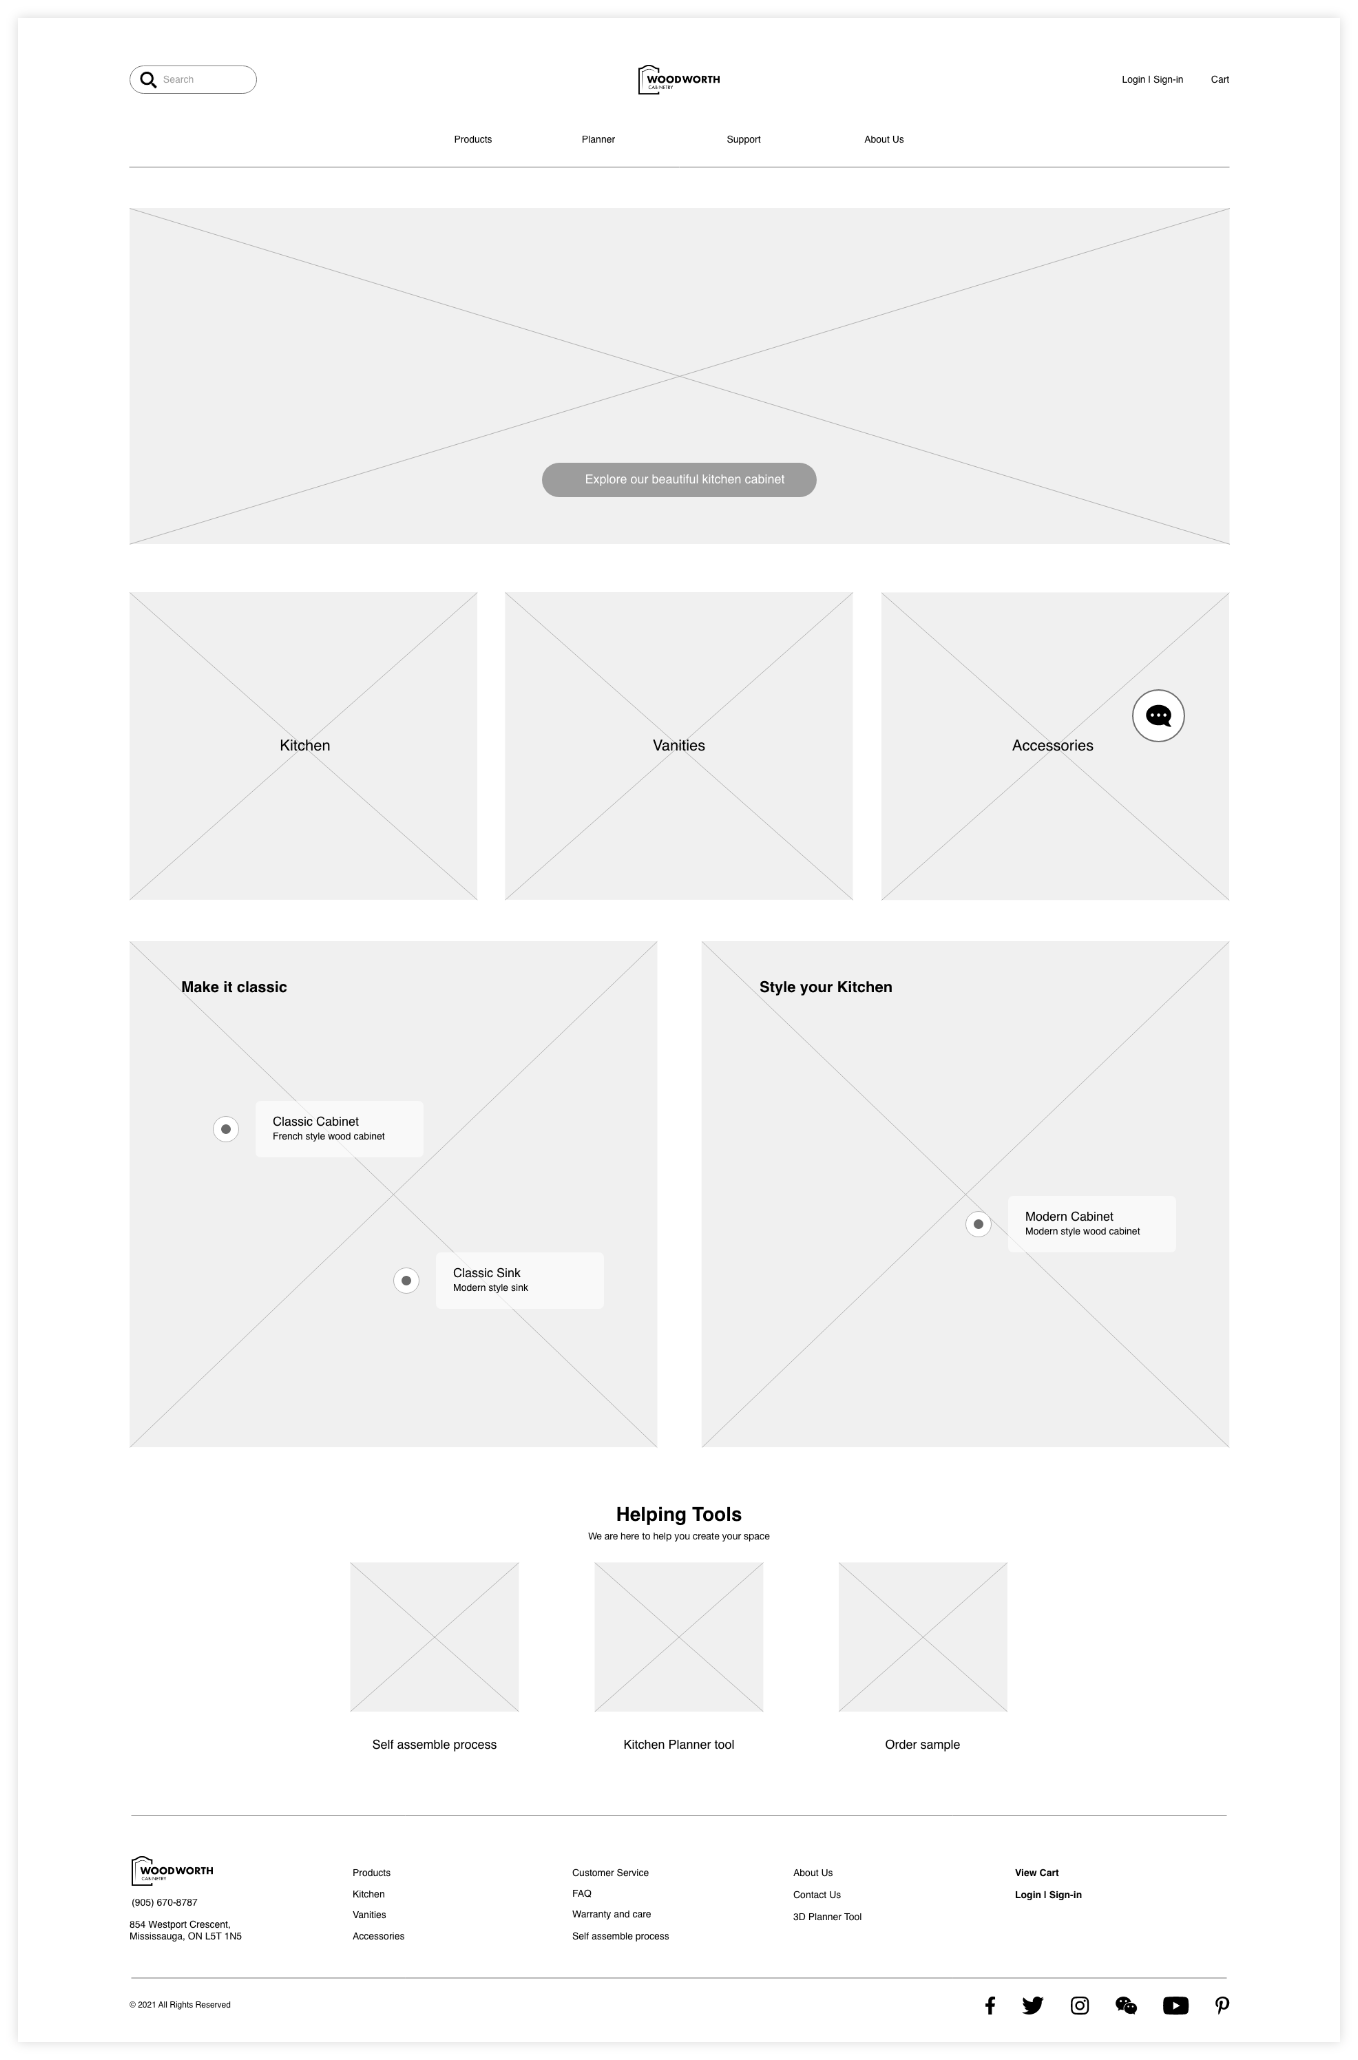 Search
WOODWORTH
CABINETRY
Login | Sign-in
Cart
Products
Planner
Support
About Us
Explore our beautiful kitchen cabinet
Kitchen
Vanities
Accessories
Make it classic
Classic Cabinet
French style wood cabinet
Classic Sink
Modern style sink
Style your Kitchen
Modern Cabinet
Modern style wood cabinet
Helping Tools
We are here to help you create your space
Self assemble process
Kitchen Planner tool
Order sample
WOODWORTH
CABINETRY
(905) 670-8787
854 Westport Crescent,
Mississauga, ON L5T 1N5
Products
Kitchen
Vanities
Accessories
Customer Service
FAQ
Warranty and care
Self assemble process
About Us
Contact Us
3D Planner Tool
View Cart
Login | Sign-in
© 2021 All Rights Reserved